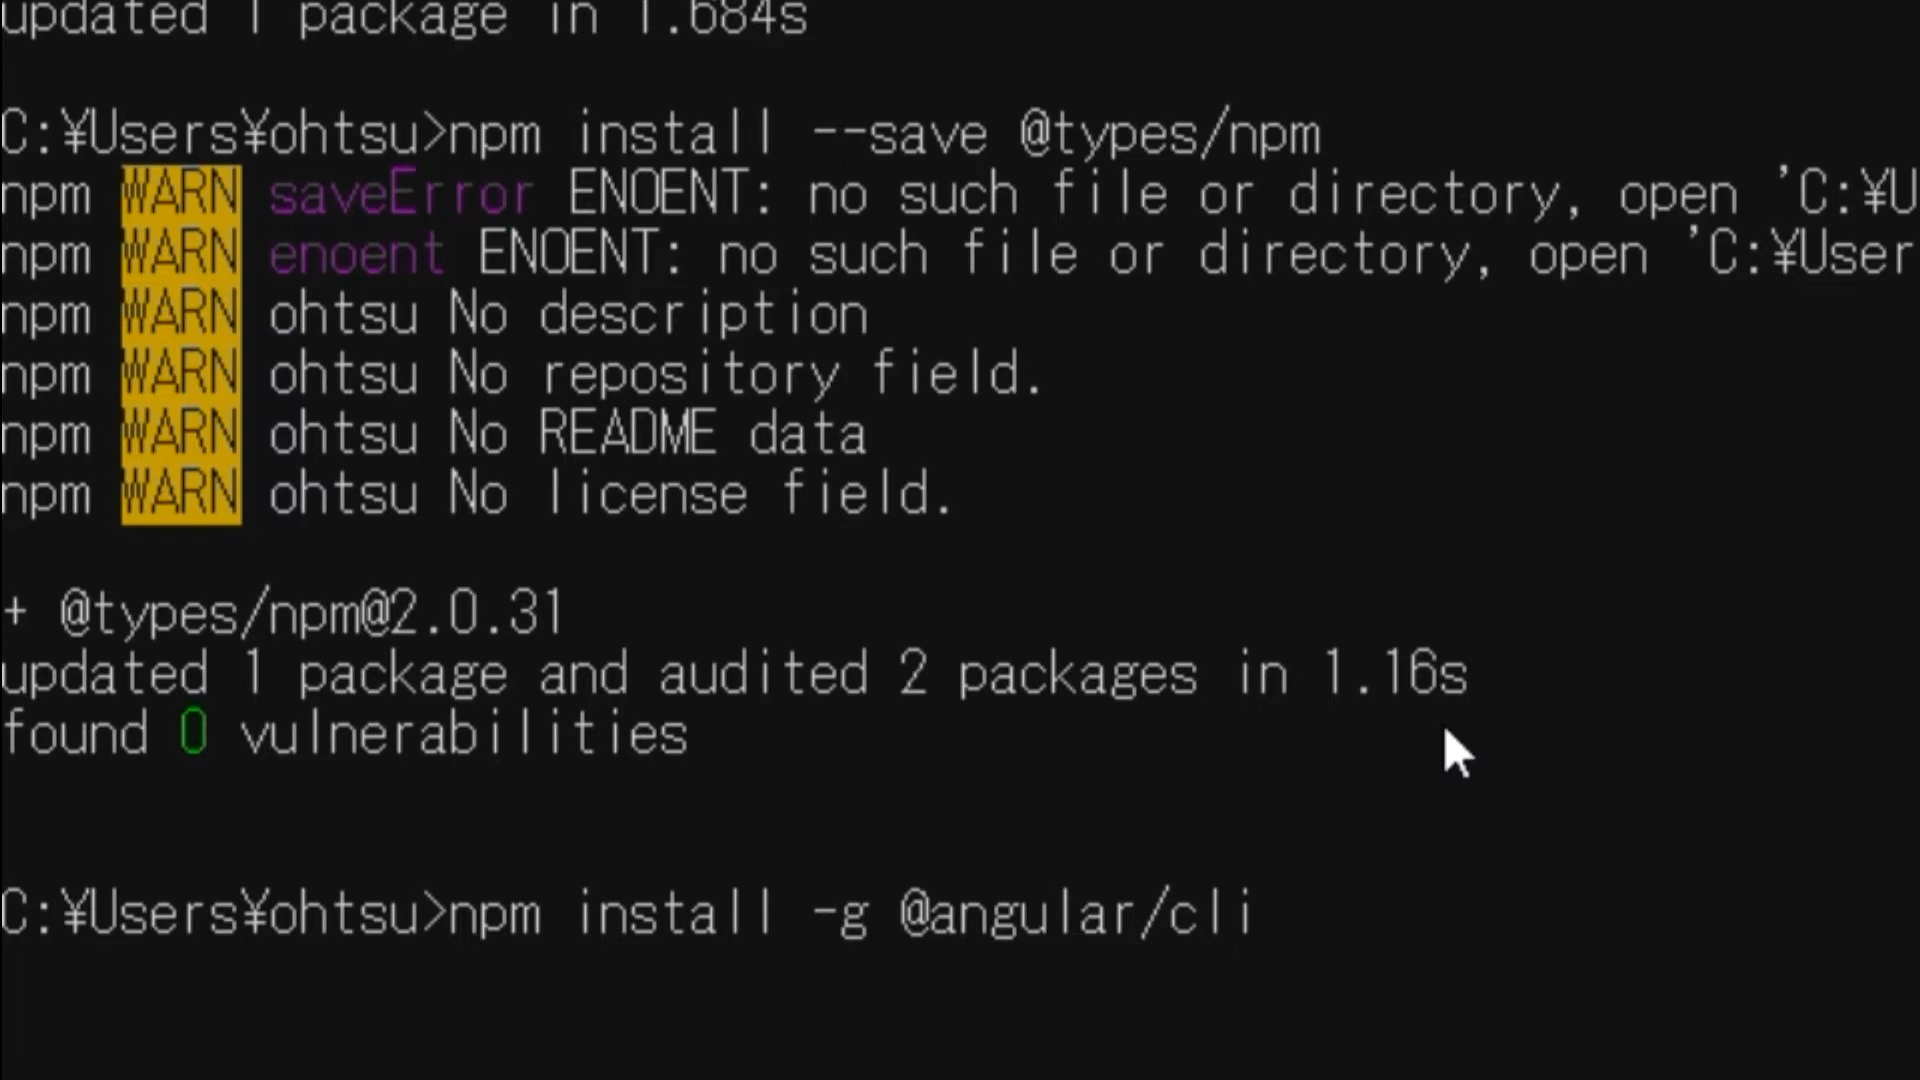 updated 1 package in 1.684s
C:¥Users¥ohtsu>npm install --save @types/npm
npm WARN saveError ENOENT: no such file or directory, open 'C:¥U
npm WARN enoent ENOENT: no such file or directory, open 'C:¥User
npm WARN ohtsu No description
npm WARN ohtsu No repository field.
npm WARN ohtsu No README data
npm WARN ohtsu No license field.
+ @types/npm@2.0.31
updated 1 package and audited 2 packages in 1.16s
found 0 vulnerabilities
C:¥Users¥ohtsu>npm install -g @angular/cli